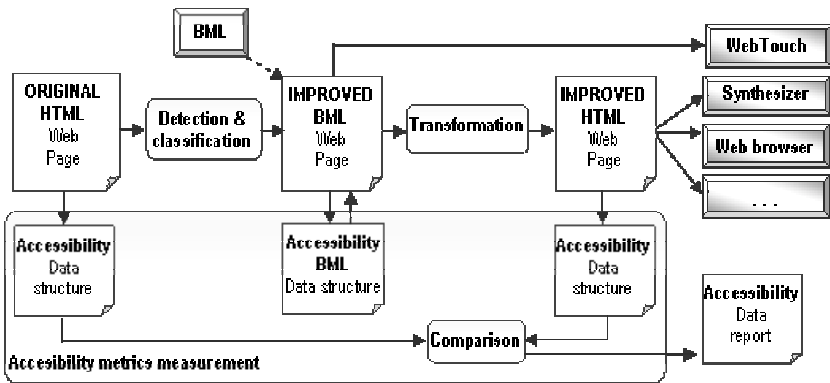 BML
WebTouch
ORIGINAL
HTML
Web
Page
Detection &
classification
IMPROVED
BML
Web
Page
Transformation
IMPROVED
HTML
Web
Page
Synthesizer
Web browser
. . .
Accessibility
Data
structure
Accessibility
BML
Data structure
Accessibility
Data
structure
Accessibility
Data
report
Comparison
Accesibility metrics measurement